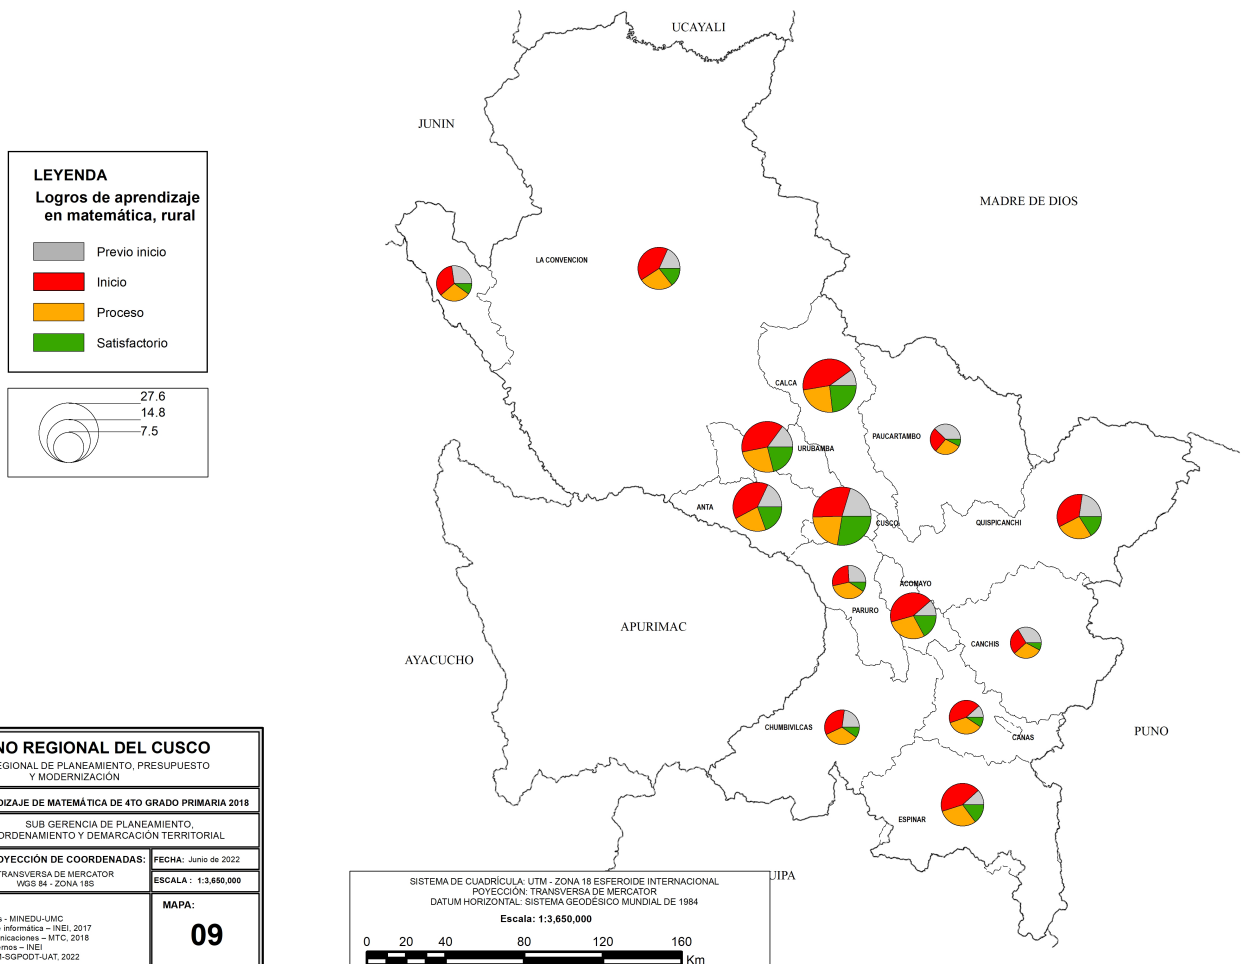 UCAYALI
JUNIN
MADRE DE DIOS
LEYENDA
Logros de aprendizaje
en matemática, rural
Previo inicio
Inicio
Proceso
Satisfactorio
27.6
14.8
7.5
LA CONVENCION
CALCA
PAUCARTAMBO
URUBAMBA
ANTA
CUSCO
QUISPICANCHI
ACOMAYO
PARURO
CANCHIS
APURIMAC
AYACUCHO
CHUMBIVILCAS
CANAS
PUNO
ESPINAR
UIPA
NO REGIONAL DEL CUSCO
EGIONAL DE PLANEAMIENTO, PRESUPUESTO
Y MODERNIZACIÓN
DIZAJE DE MATEMÁTICA DE 4TO GRADO PRIMARIA 2018
SUB GERENCIA DE PLANEAMIENTO,
ORDENAMIENTO Y DEMARCACIÓN TERRITORIAL
OYECCIÓN DE COORDENADAS:
TRANSVERSA DE MERCATOR
WGS 84 - ZONA 18S
FECHA: Junio de 2022
ESCALA : 1:3,650,000
s - MINEDU-UMC
e informática – INEI, 2017
nicaciones – MTC, 2018
ernos – INEI
M-SGPODT-UAT, 2022
MAPA:
09
SISTEMA DE CUADRÍCULA: UTM - ZONA 18 ESFEROIDE INTERNACIONAL
POYECCIÓN: TRANSVERSA DE MERCATOR
DATUM HORIZONTAL: SISTEMA GEODÉSICO MUNDIAL DE 1984
Escala: 1:3,650,000
0 20 40 80 120 160
Km